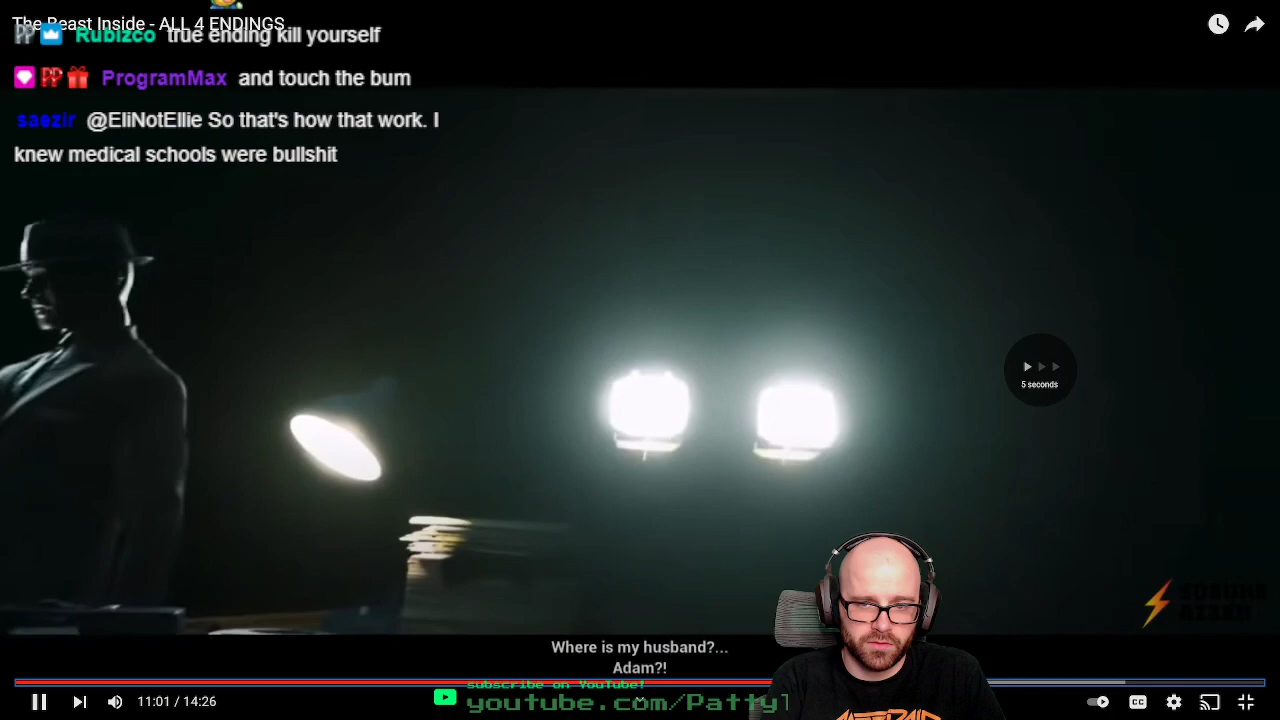 The Beast Inside - ALL 4 ENDINGS
Rubizco true ending kill yourself
ProgramMax and touch the bum
saezir @EliNotEllie So that's how that work. I
knew medical schools were bullshit
5 seconds
Where is my husband?...
Adam?!
subscribe on YouTube!
youtube.com/Patty
11:01 / 14:26
CC